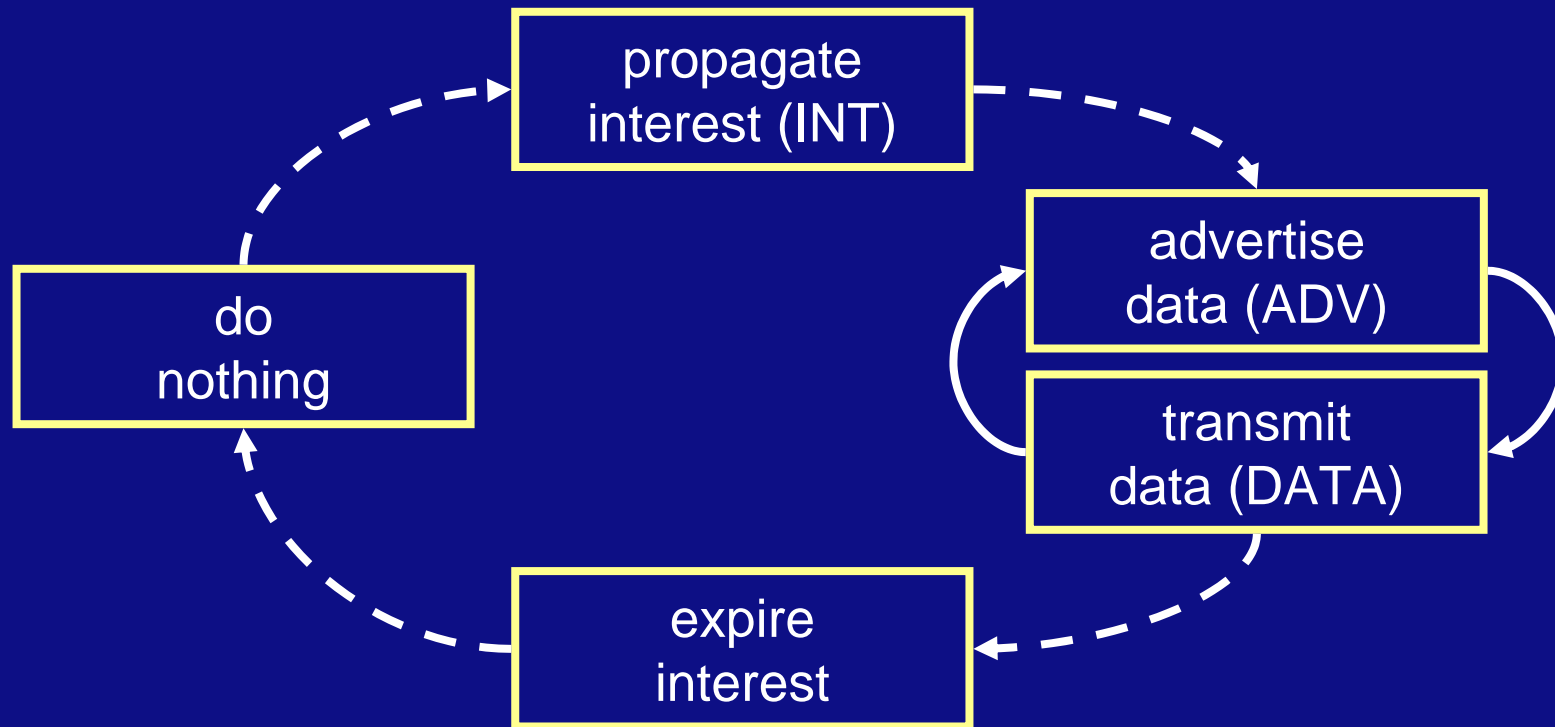 propagate
interest (INT)
advertise
data (ADV)
do
nothing
transmit
data (DATA)
expire
interest